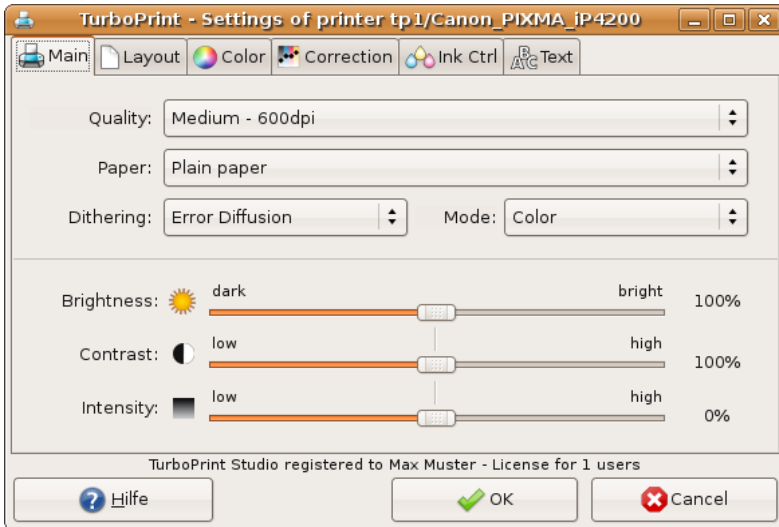 TurboPrint - Settings of printer tp1/Canon_PIXMA_iP4200
Main Layout Color Correction Ink Ctrl ABC Text
Quality: Medium - 600dpi
Paper: Plain paper
Dithering: Error Diffusion Mode: Color
dark bright
Brightness: 100%
low high
Contrast: 100%
low high
Intensity: 0%
TurboPrint Studio registered to Max Muster - License for 1 users
? Hilfe OK Cancel